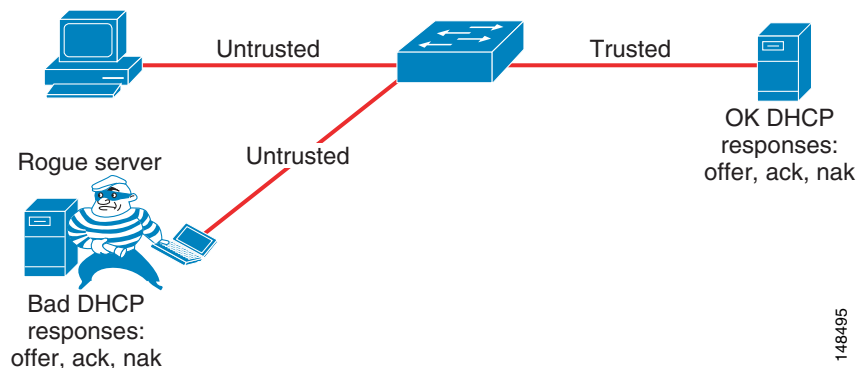 Untrusted
Trusted
OK DHCP
responses:
offer, ack, nak
Untrusted
Rogue server
Bad DHCP
responses:
offer, ack, nak
148495